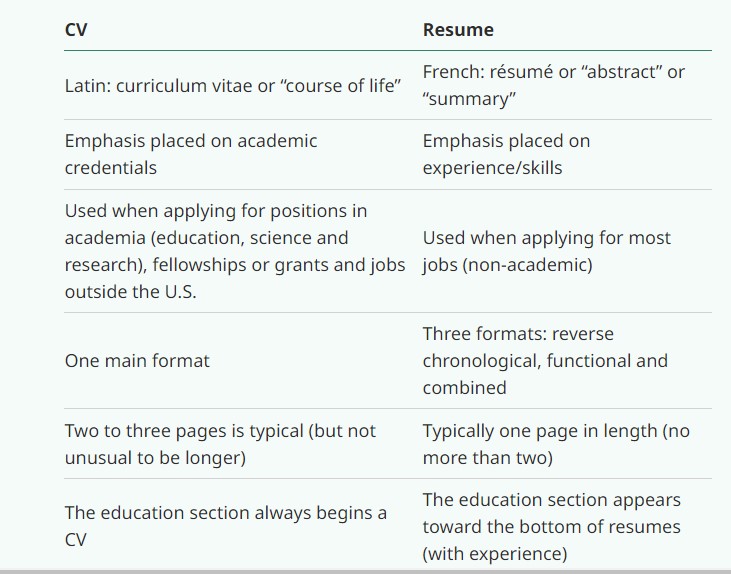 CV Resume
Latin: curriculum vitae or “course of life”
French: résumé or “abstract” or
“summary”
Emphasis placed on academic
credentials
Emphasis placed on
experience/skills
Used when applying for positions in
academia (education, science and
research), fellowships or grants and jobs
outside the U.S.
Used when applying for most
jobs (non-academic)
One main format
Three formats: reverse
chronological, functional and
combined
Two to three pages is typical (but not
unusual to be longer)
Typically one page in length (no
more than two)
The education section always begins a
CV
The education section appears
toward the bottom of resumes
(with experience)